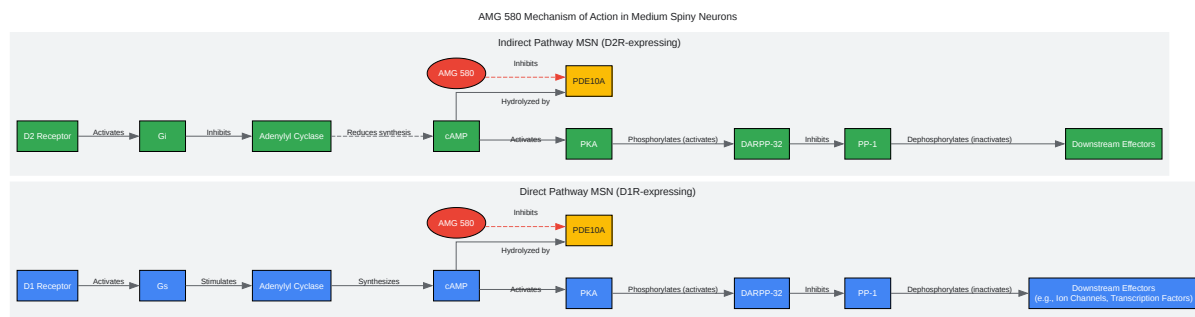 AMG 580 Mechanism of Action in Medium Spiny Neurons
Indirect Pathway MSN (D2R-expressing)
AMG 580
Inhibits
PDE10A
Hydrolyzed by
D2 Receptor
Activates
Gi
Inhibits
Adenylyl Cyclase
Reduces synthesis
cAMP
Activates
PKA
Phosphorylates (activates)
DARPP-32
Inhibits
PP-1
Dephosphorylates (inactivates)
Downstream Effectors
Direct Pathway MSN (D1R-expressing)
AMG 580
Inhibits
PDE10A
Hydrolyzed by
D1 Receptor
Activates
Gs
Stimulates
Adenylyl Cyclase
Synthesizes
cAMP
Activates
PKA
Phosphorylates (activates)
DARPP-32
Inhibits
PP-1
Dephosphorylates (inactivates)
Downstream Effectors
(e.g., Ion Channels, Transcription Factors)